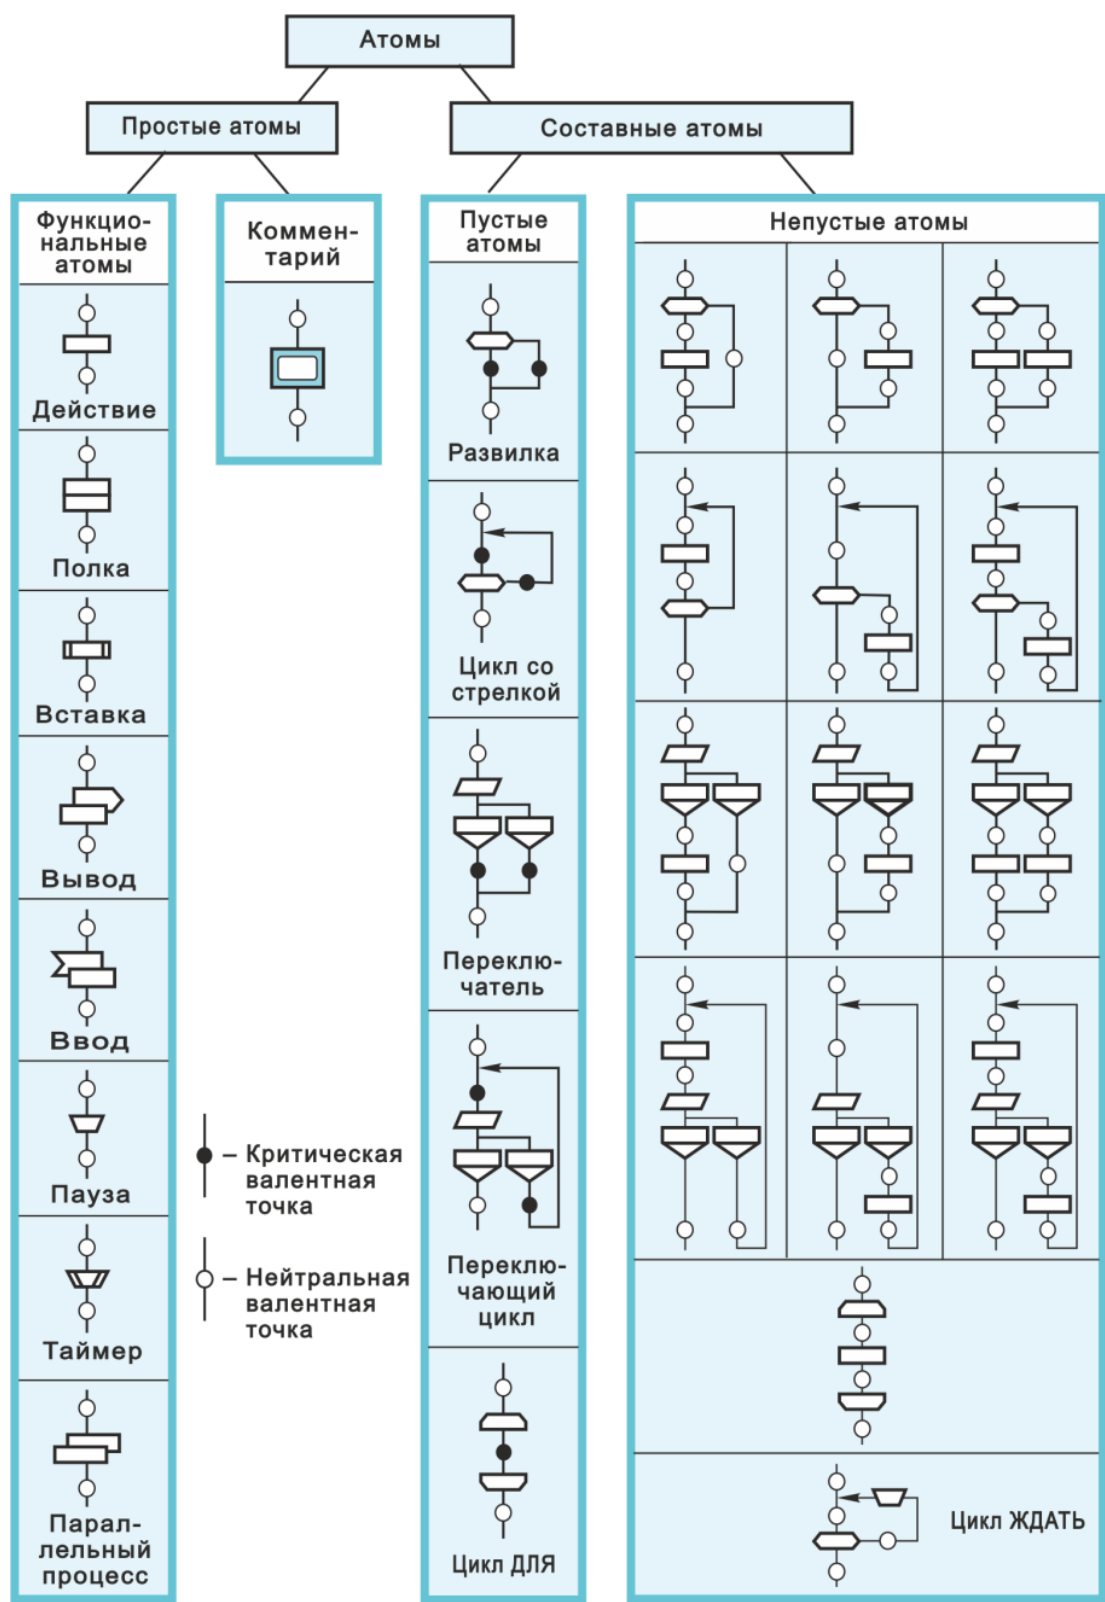 Атомы
Простые атомы
Составные атомы
Функцио-
нальные
атомы
Действие
Полка
Вставка
Вывод
Ввод
Пауза
Таймер
Парал-
лельный
процесс
Коммен-
тарий
– Критическая
валентная
точка
– Нейтральная
валентная
точка
Пустые
атомы
Развилка
Цикл со
стрелкой
Переклю-
чатель
Переклю-
чающий
цикл
Цикл ДЛЯ
Непустые атомы
Цикл ЖДАТЬ